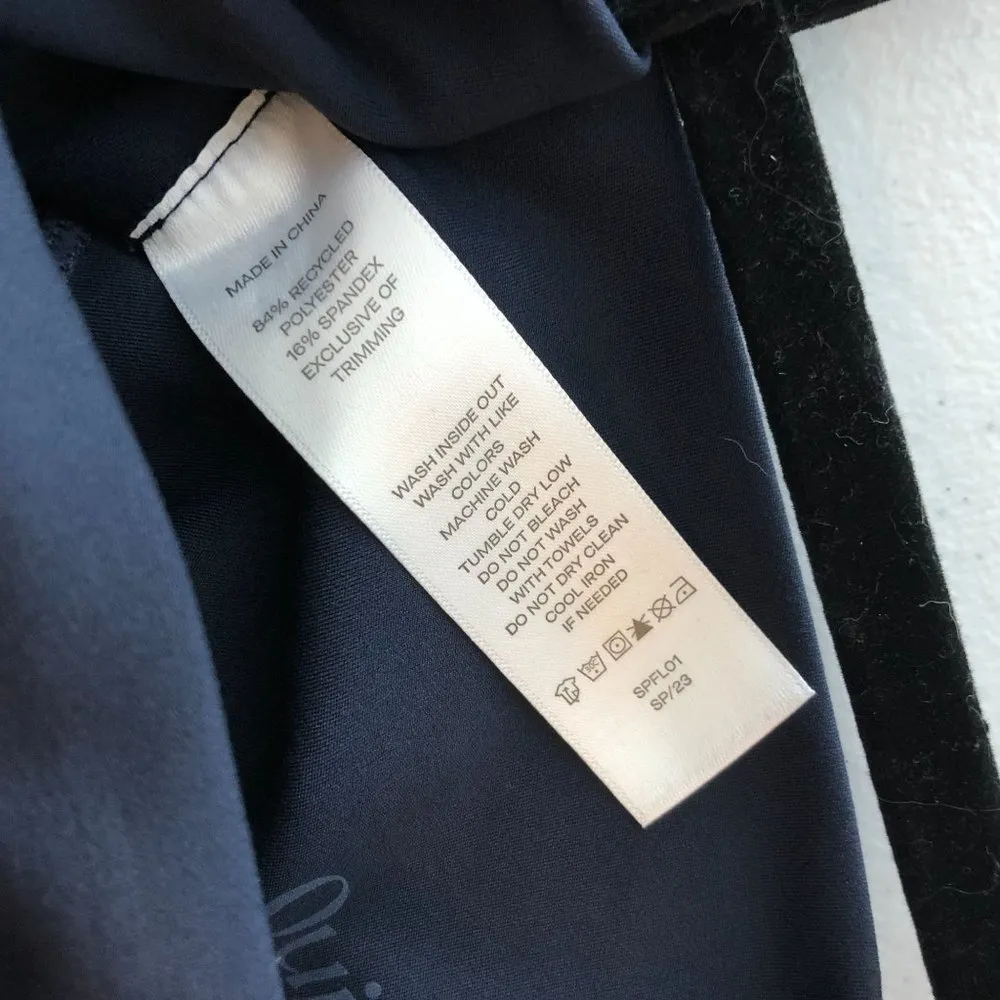 MADE IN CHINA
84% RECYCLED
POLYESTER
16% SPANDEX
EXCLUSIVE OF
TRIMMING
WASH INSIDE OUT
WASH WITH LIKE
COLORS
MACHINE WASH
COLD
TUMBLE DRY LOW
DO NOT BLEACH
DO NOT WASH
WITH TOWELS
DO NOT DRY CLEAN
COOL IRON
IF NEEDED
SPFL01
SP/23